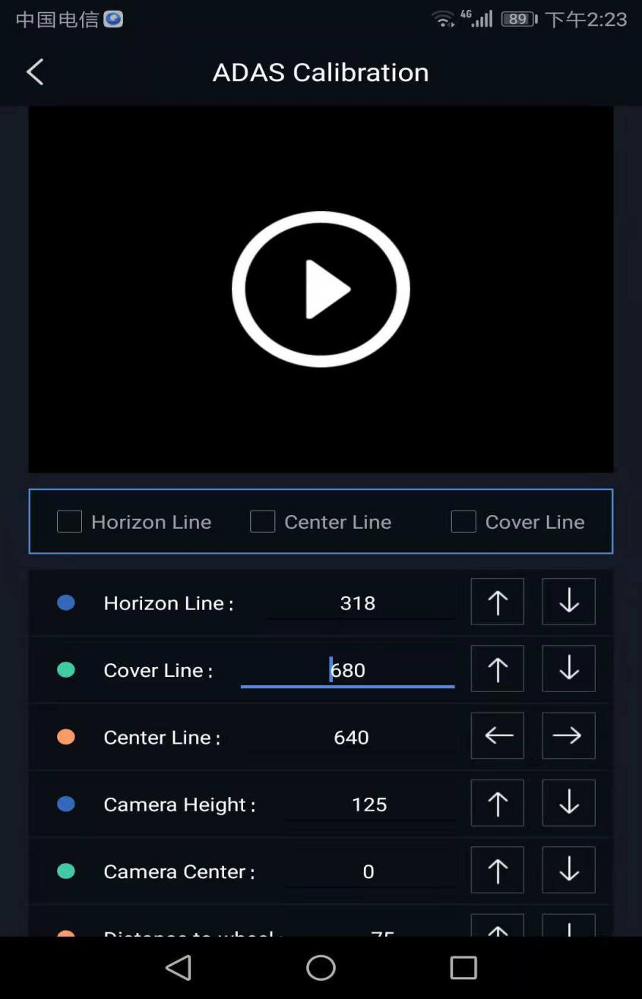 中国电信 4G 89 下午2:23
ADAS Calibration
Horizon Line Center Line Cover Line
Horizon Line : 318
Cover Line : 680
Center Line : 640
Camera Height : 125
Camera Center : 0
Distance to wheel : 75